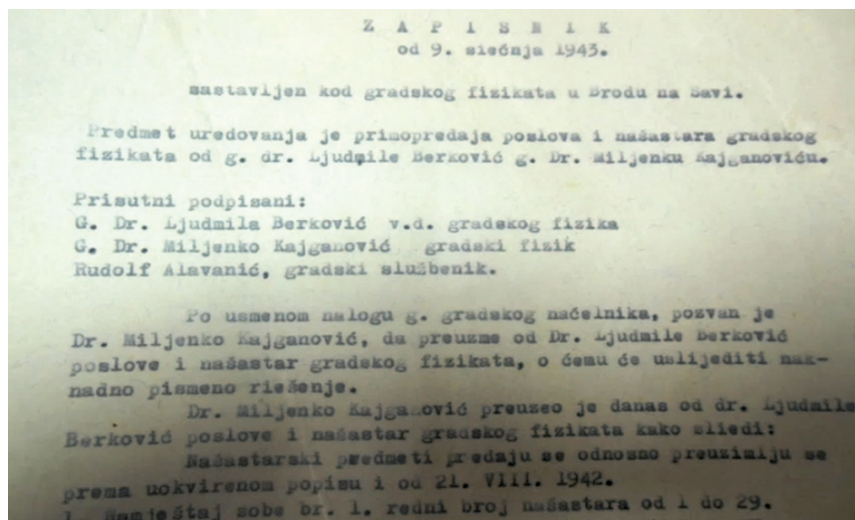 Z A P I S N I K
od 9. siećnja 1943.
sastavljen kod gradskog fizikata u Brodu na Savi.
Predmet uredovanja je primopredaja poslova i našastara gradskog
fizikata od g. dr. Ljudmile Berković g. Dr. Miljenku Kajganoviću.
Prisutni podpisani:
G. Dr. Ljudmila Berković v.d. gradskog fizika
G. Dr. Miljenko Kajganović gradski fizik
Rudolf Alavanić, gradski službenik.
Po usmenom nalogu g. gradskog načelnika, pozvan je
Dr. Miljenko Kajganović, da preuzme od Dr. Ljudmile Berković
poslove i našastar gradskog fizikata, o ćemu će uslijediti nak-
nadno pismeno riešenje.
Dr. Miljenko Kajganović preuzeo je danas od dr. Ljudmile
Berković poslove i našastar gradskog fizikata kako sliedi:
Našastarski predmeti predaju se odnosno preuzimlju se
prema uokvirenom popisu i od 21. VIII. 1942.
1. Namještaj sobe br. 1. redni broj našastara od 1 do 29.